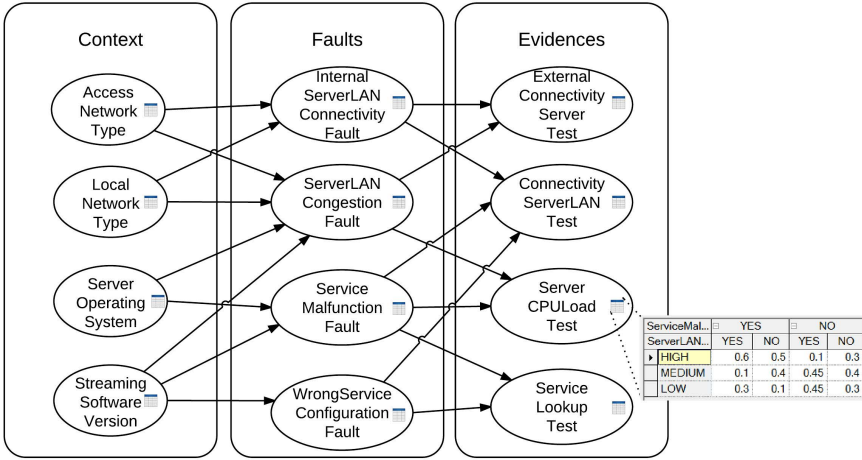 Context
Faults
Evidences
Access
Network
Type
Local
Network
Type
Server
Operating
System
Streaming
Software
Version
Internal
ServerLAN
Connectivity
Fault
ServerLAN
Congestion
Fault
Service
Malfunction
Fault
WrongService
Configuration
Fault
External
Connectivity
Server
Test
Connectivity
ServerLAN
Test
Server
CPULoad
Test
Service
Lookup
Test
ServiceMal... YES NO
ServerLAN... YES NO YES NO
HIGH 0.6 0.5 0.1 0.3
MEDIUM 0.1 0.4 0.45 0.4
LOW 0.3 0.1 0.45 0.3